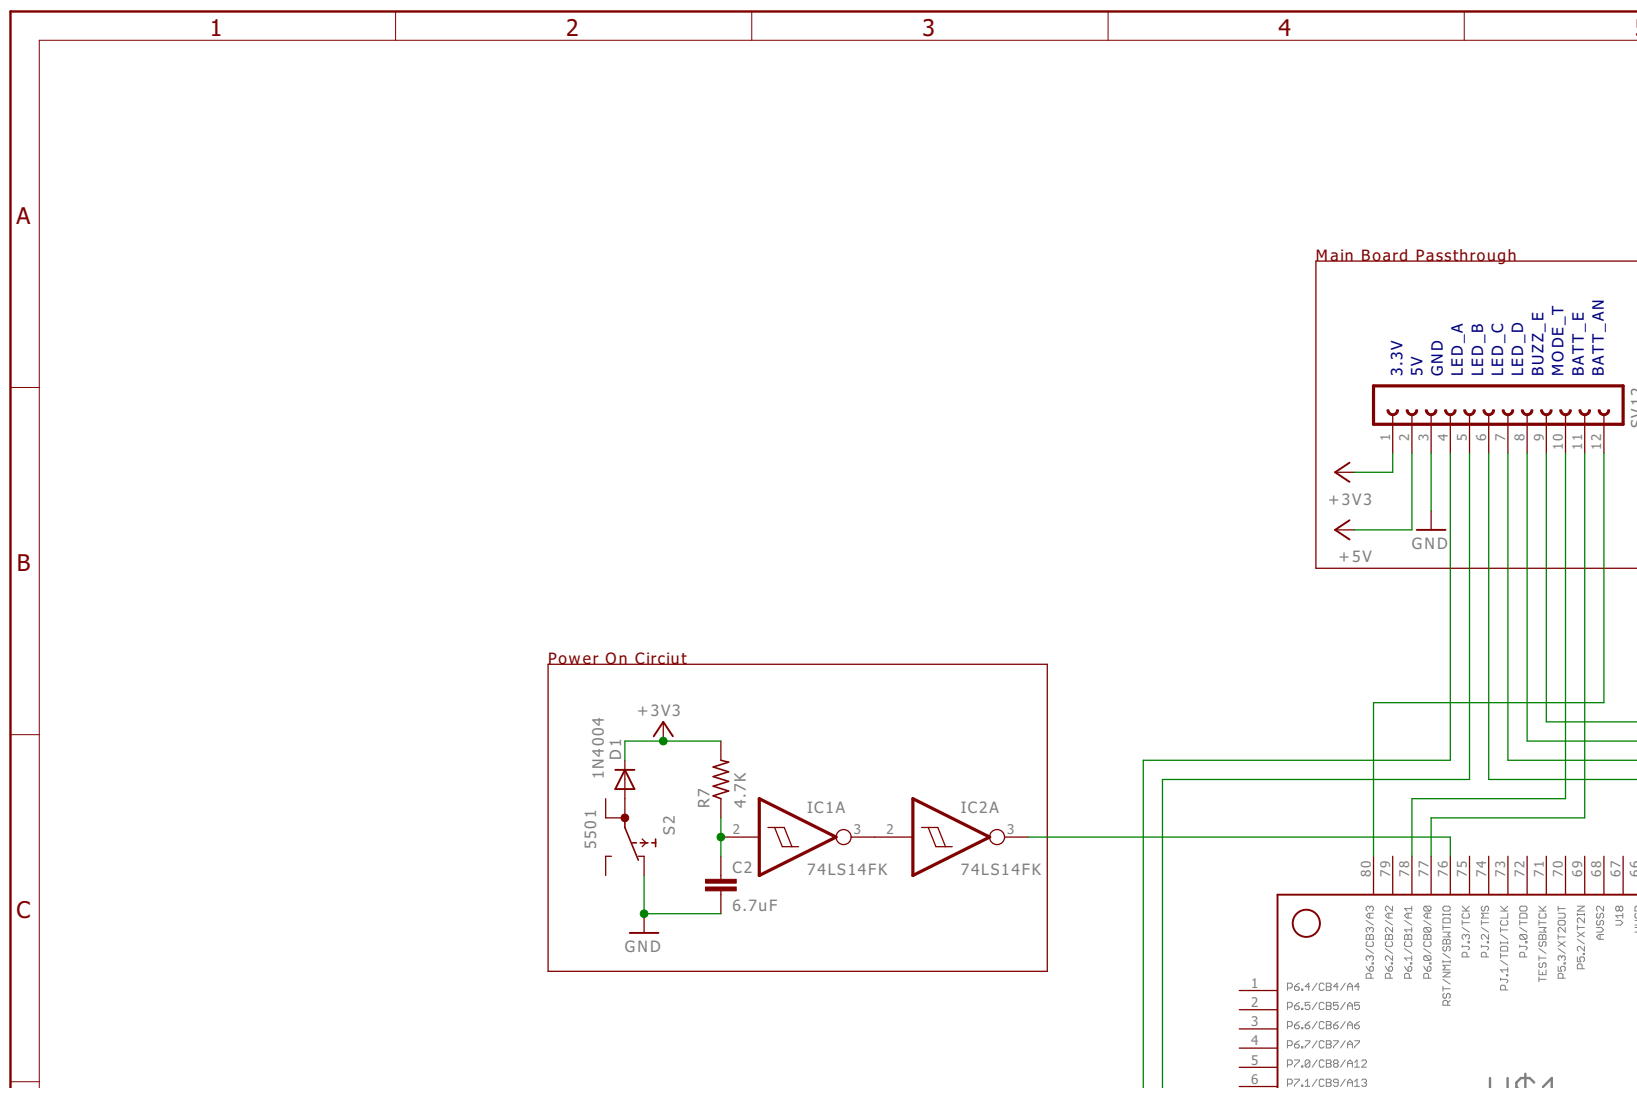 1 2 3 4
A
B
C
Main Board Passthrough
3.3V
5V
GND
LED_A
LED_B
LED_C
LED_D
BUZZ_E
MODE_T
BATT_E
BATT_AN
1 2 3 4 5 6 7 8 9 10 11 12
+3V3
+5V
GND
Power On Circiut
+3V3
1N4004
D1
R7
4.7K
5501
S2
C2
6.7uF
GND
2
IC1A
3
74LS14FK
2
IC2A
3
74LS14FK
80 79 78 77 76 75 74 73 72 71 70 69 68 67 66
P6.3/CB3/A3
P6.2/CB2/A2
P6.1/CB1/A1
P6.0/CB0/A0
RST/NMI/SBWTDIO
PJ.3/TCK
PJ.2/TMS
PJ.1/TDI/TCLK
PJ.0/TDO
TEST/SBWTCK
P5.3/XT2OUT
P5.2/XT2IN
AVSS2
V18
1 P6.4/CB4/A4
2 P6.5/CB5/A5
3 P6.6/CB6/A6
4 P6.7/CB7/A7
5 P7.0/CB8/A12
6 P7.1/CB9/A13